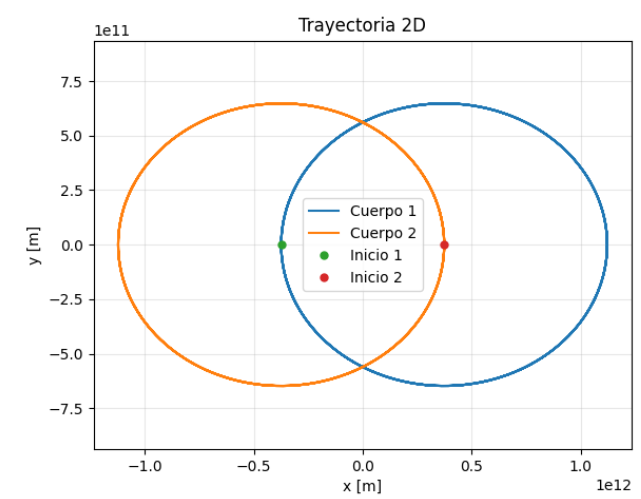 Trayectoria 2D
1e11
7.5
5.0
2.5
0.0
−2.5
−5.0
−7.5
y [m]
Cuerpo 1
Cuerpo 2
Inicio 1
Inicio 2
−1.0 −0.5 0.0 0.5 1.0
1e12
x [m]